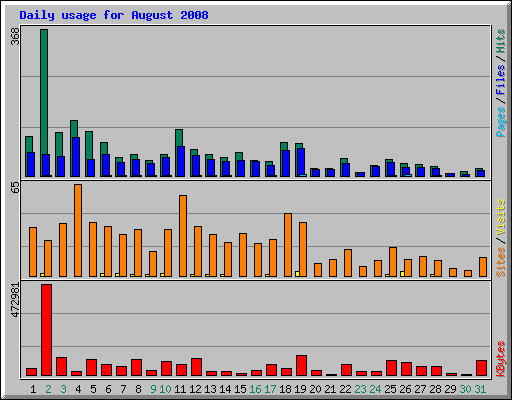 Daily usage for August 2008
368
Pages / Files / Hits
65
Sites / Visits
472981
KBytes
1 2 3 4 5 6 7 8 9 10 11 12 13 14 15 16 17 18 19 20 21 22 23 24 25 26 27 28 29 30 31